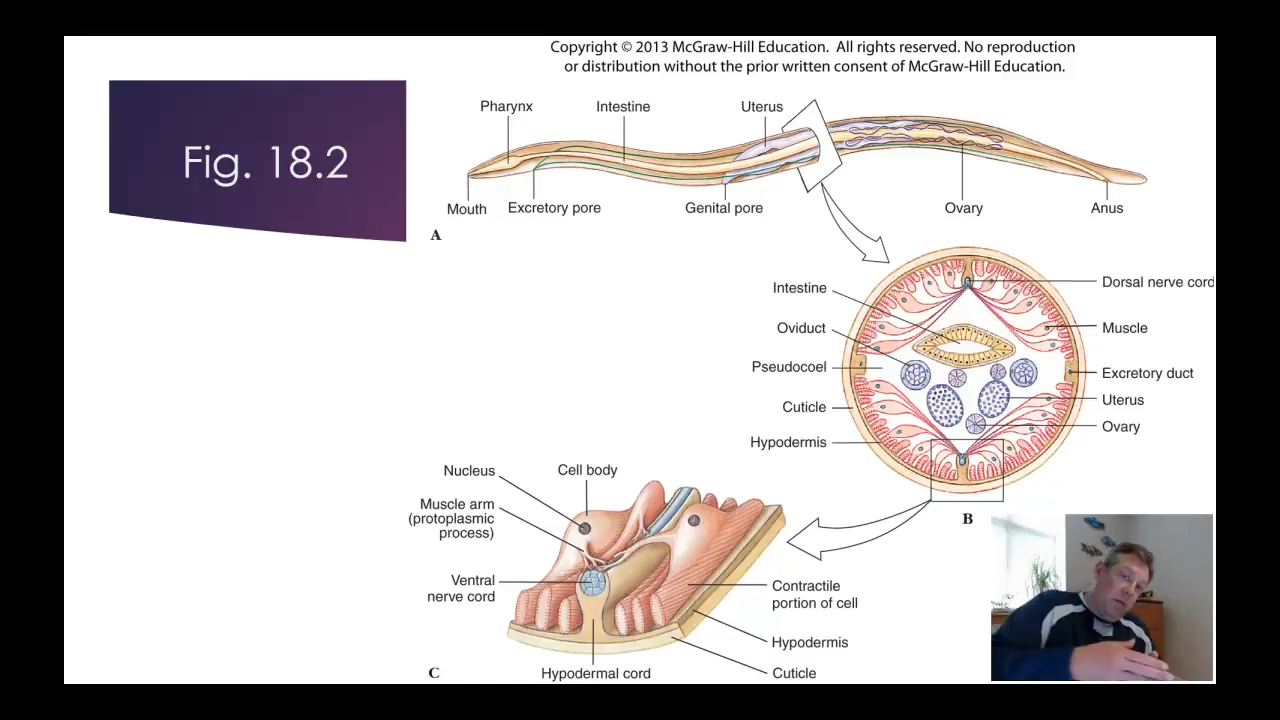 Copyright © 2013 McGraw-Hill Education. All rights reserved. No reproduction
or distribution without the prior written consent of McGraw-Hill Education.
Fig. 18.2
Pharynx
Intestine
Uterus
Mouth
Excretory pore
Genital pore
Ovary
Anus
A
Intestine
Oviduct
Pseudocoel
Cuticle
Hypodermis
Dorsal nerve cord
Muscle
Excretory duct
Uterus
Ovary
B
Nucleus
Cell body
Muscle arm
(protoplasmic
process)
Ventral
nerve cord
Contractile
portion of cell
Hypodermis
Cuticle
Hypodermal cord
C